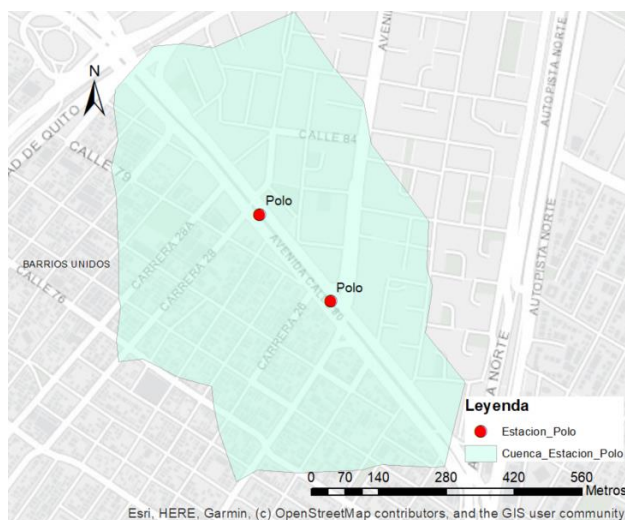 N
AVENIDA
AUTOPISTA NORTE
AD DE QUITO
CALLE 79
CALLE 84
Polo
CARRERA 28A
CARRERA 28
AVENIDA CALLE 80
AUTOPISTA NORTE
BARRIOS UNIDOS
CALLE 76
Polo
CARRERA 26
A NORTE
Leyenda
Estacion_Polo
Cuenca_Estacion_Polo
0 70 140 280 420 560
Metros
Esri, HERE, Garmin, (c) OpenStreetMap contributors, and the GIS user community